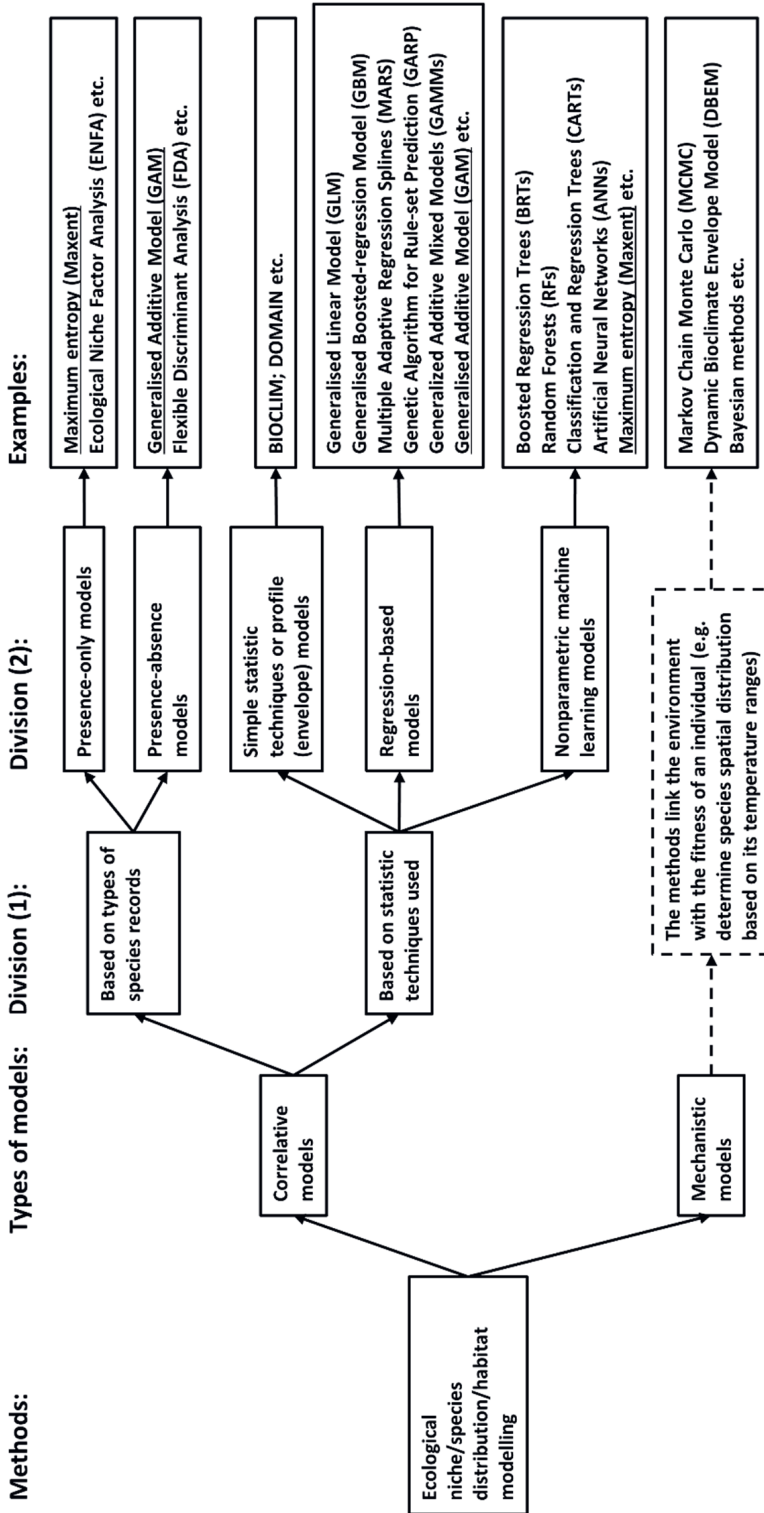 Methods:
Types of models:
Division (1):
Division (2):
Examples:
Ecological
niche/species
distribution/habitat
modelling
Correlative
models
Mechanistic
models
Based on types of
species records
Based on statistic
techniques used
Presence-only models
Presence-absence
models
Simple statistic
techniques or profile
(envelope) models
Regression-based
models
Nonparametric machine
learning models
The methods link the environment
with the fitness of an individual (e.g.
determine species spatial distribution
based on its temperature ranges)
Maximum entropy (Maxent)
Ecological Niche Factor Analysis (ENFA) etc.
Generalised Additive Model (GAM)
Flexible Discriminant Analysis (FDA) etc.
BIOCLIM; DOMAIN etc.
Generalised Linear Model (GLM)
Generalised Boosted-regression Model (GBM)
Multiple Adaptive Regression Splines (MARS)
Genetic Algorithm for Rule-set Prediction (GARP)
Generalized Additive Mixed Models (GAMMs)
Generalised Additive Model (GAM) etc.
Boosted Regression Trees (BRTs)
Random Forests (RFs)
Classification and Regression Trees (CARTs)
Artificial Neural Networks (ANNs)
Maximum entropy (Maxent) etc.
Markov Chain Monte Carlo (MCMC)
Dynamic Bioclimate Envelope Model (DBEM)
Bayesian methods etc.